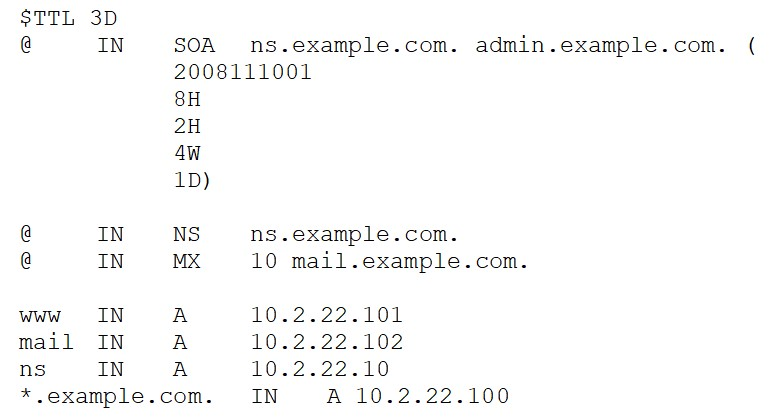 $TTL 3D
@ IN SOA ns.example.com. admin.example.com. (
2008111001
8H
2H
4W
1D)
@ IN NS ns.example.com.
@ IN MX 10 mail.example.com.
www IN A 10.2.22.101
mail IN A 10.2.22.102
ns IN A 10.2.22.10
*.example.com. IN A 10.2.22.100